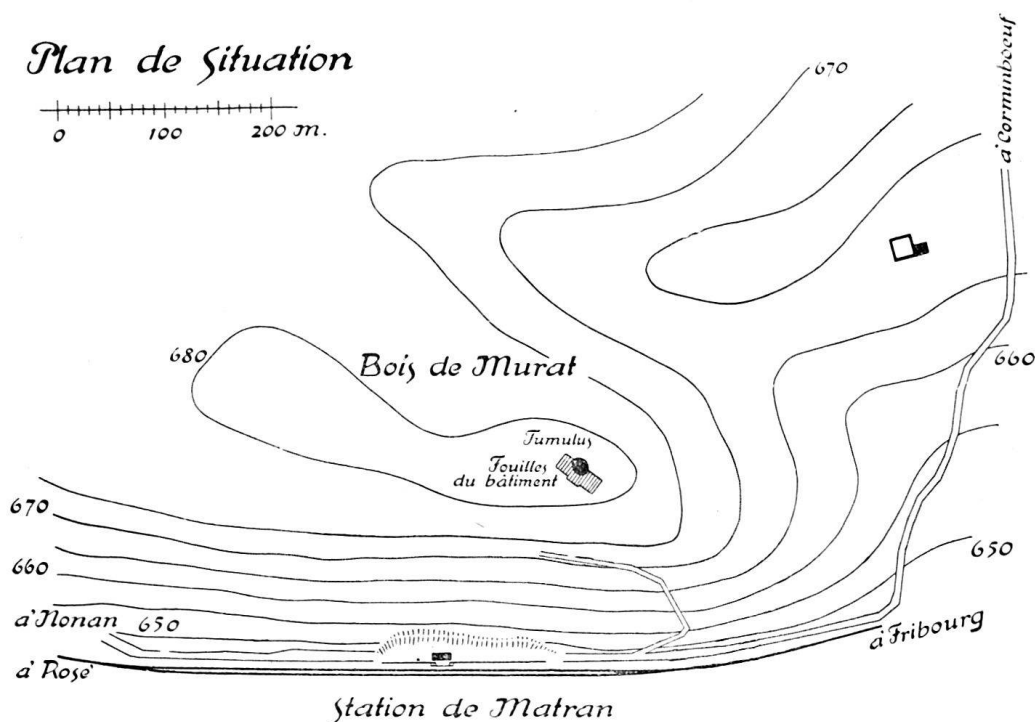 Plan de Situation
0 100 200 m.
670
à Corminboeuf
680
Bois de Murat
660
Tumulus
Fouilles
du bâtiment
670
660
650
à Nonan
650
à Fribourg
à Rosé
Station de Matran